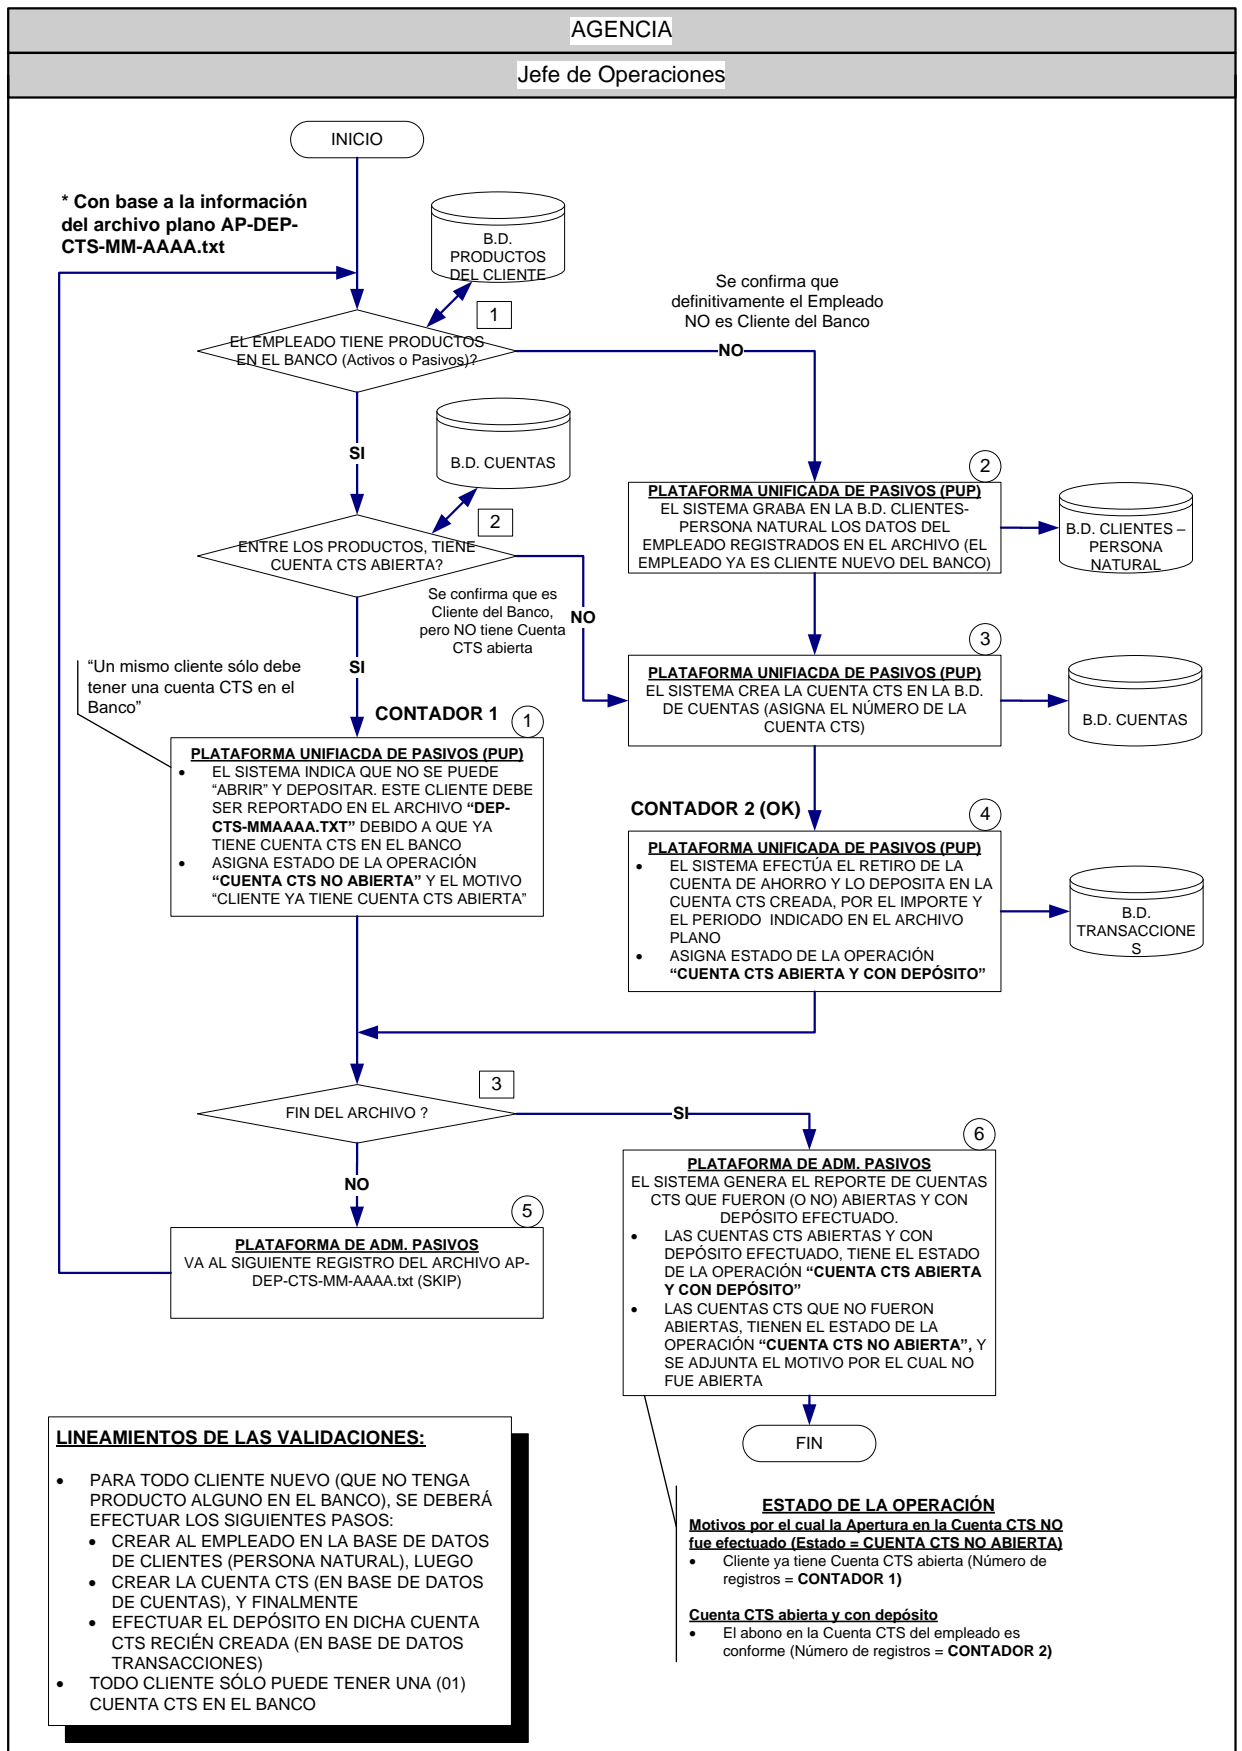 AGENCIA
Jefe de Operaciones
INICIO
* Con base a la información
del archivo plano AP-DEP-
CTS-MM-AAAA.txt
B.D.
PRODUCTOS
DEL CLIENTE
1
Se confirma que
definitivamente el Empleado
NO es Cliente del Banco
EL EMPLEADO TIENE PRODUCTOS
EN EL BANCO (Activos o Pasivos)?
NO
SI
B.D. CUENTAS
2
ENTRE LOS PRODUCTOS, TIENE
CUENTA CTS ABIERTA?
2
PLATAFORMA UNIFICADA DE PASIVOS (PUP)
EL SISTEMA GRABA EN LA B.D. CLIENTES-
PERSONA NATURAL LOS DATOS DEL
EMPLEADO REGISTRADOS EN EL ARCHIVO (EL
EMPLEADO YA ES CLIENTE NUEVO DEL BANCO)
B.D. CLIENTES –
PERSONA
NATURAL
Se confirma que es
Cliente del Banco,
pero NO tiene Cuenta
CTS abierta
NO
SI
3
PLATAFORMA UNIFIACDA DE PASIVOS (PUP)
EL SISTEMA CREA LA CUENTA CTS EN LA B.D.
DE CUENTAS (ASIGNA EL NÚMERO DE LA
CUENTA CTS)
B.D. CUENTAS
“Un mismo cliente sólo debe
tener una cuenta CTS en el
Banco”
CONTADOR 1
1
PLATAFORMA UNIFIACDA DE PASIVOS (PUP)
• EL SISTEMA INDICA QUE NO SE PUEDE
“ABRIR” Y DEPOSITAR. ESTE CLIENTE DEBE
SER REPORTADO EN EL ARCHIVO “DEP-
CTS-MMAAAA.TXT” DEBIDO A QUE YA
TIENE CUENTA CTS EN EL BANCO
• ASIGNA ESTADO DE LA OPERACIÓN
“CUENTA CTS NO ABIERTA” Y EL MOTIVO
“CLIENTE YA TIENE CUENTA CTS ABIERTA”
CONTADOR 2 (OK)
4
PLATAFORMA UNIFICADA DE PASIVOS (PUP)
• EL SISTEMA EFECTÚA EL RETIRO DE LA
CUENTA DE AHORRO Y LO DEPOSITA EN LA
CUENTA CTS CREADA, POR EL IMPORTE Y
EL PERIODO INDICADO EN EL ARCHIVO
PLANO
• ASIGNA ESTADO DE LA OPERACIÓN
“CUENTA CTS ABIERTA Y CON DEPÓSITO”
B.D.
TRANSACCIONE
S
3
FIN DEL ARCHIVO ?
SI
NO
5
PLATAFORMA DE ADM. PASIVOS
VA AL SIGUIENTE REGISTRO DEL ARCHIVO AP-
DEP-CTS-MM-AAAA.txt (SKIP)
6
PLATAFORMA DE ADM. PASIVOS
EL SISTEMA GENERA EL REPORTE DE CUENTAS
CTS QUE FUERON (O NO) ABIERTAS Y CON
DEPÓSITO EFECTUADO.
• LAS CUENTAS CTS ABIERTAS Y CON
DEPÓSITO EFECTUADO, TIENE EL ESTADO
DE LA OPERACIÓN “CUENTA CTS ABIERTA
Y CON DEPÓSITO”
• LAS CUENTAS CTS QUE NO FUERON
ABIERTAS, TIENEN EL ESTADO DE LA
OPERACIÓN “CUENTA CTS NO ABIERTA”, Y
SE ADJUNTA EL MOTIVO POR EL CUAL NO
FUE ABIERTA
FIN
LINEAMIENTOS DE LAS VALIDACIONES:
• PARA TODO CLIENTE NUEVO (QUE NO TENGA
PRODUCTO ALGUNO EN EL BANCO), SE DEBERÁ
EFECTUAR LOS SIGUIENTES PASOS:
• CREAR AL EMPLEADO EN LA BASE DE DATOS
DE CLIENTES (PERSONA NATURAL), LUEGO
• CREAR LA CUENTA CTS (EN BASE DE DATOS
DE CUENTAS), Y FINALMENTE
• EFECTUAR EL DEPÓSITO EN DICHA CUENTA
CTS RECIÉN CREADA (EN BASE DE DATOS
TRANSACCIONES)
• TODO CLIENTE SÓLO PUEDE TENER UNA (01)
CUENTA CTS EN EL BANCO
ESTADO DE LA OPERACIÓN
Motivos por el cual la Apertura en la Cuenta CTS NO
fue efectuado (Estado = CUENTA CTS NO ABIERTA)
• Cliente ya tiene Cuenta CTS abierta (Número de
registros = CONTADOR 1)
Cuenta CTS abierta y con depósito
• El abono en la Cuenta CTS del empleado es
conforme (Número de registros = CONTADOR 2)